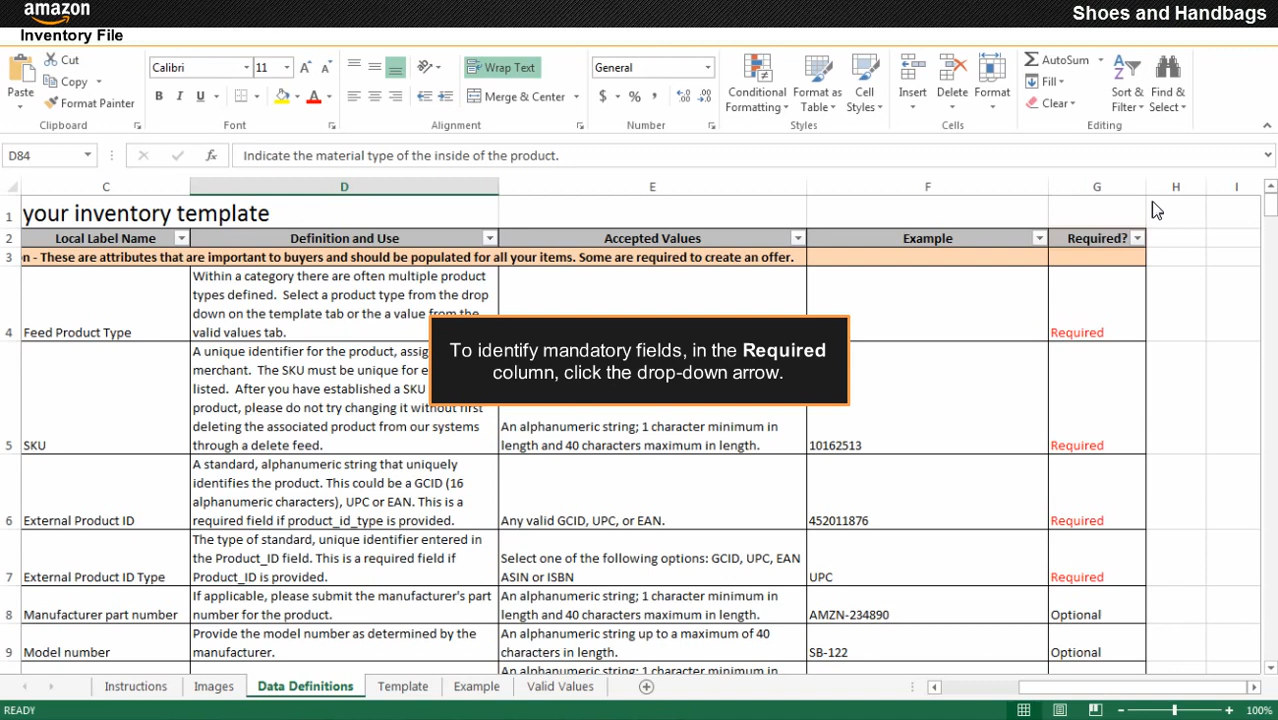 amazon
Shoes and Handbags
Inventory File
Cut
Copy
Format Painter
Paste
Clipboard
Calibri
11
A
A
B I U
A
Font
Wrap Text
Merge & Center
Alignment
General
$ % ,
Number
Conditional Formatting
Format as Table
Cell Styles
Styles
Insert
Delete
Format
Cells
AutoSum
Fill
Clear
Sort & Filter
Find & Select
Editing
D84
fx
Indicate the material type of the inside of the product.
C D E F G H I
1 your inventory template
2 Local Label Name Definition and Use Accepted Values Example Required?
3 n - These are attributes that are important to buyers and should be populated for all your items. Some are required to create an offer.
Within a category there are often multiple product
types defined. Select a product type from the drop
down on the template tab or the a value from the
4 Feed Product Type valid values tab. Required
To identify mandatory fields, in the Required
column, click the drop-down arrow.
A unique identifier for the product,
merchant. The SKU must be unique for
listed. After you have established a SKU
product, please do not try changing it without first
deleting the associated product from our systems An alphanumeric string; 1 character minimum in
5 SKU through a delete feed. length and 40 characters maximum in length. 10162513 Required
A standard, alphanumeric string that uniquely
identifies the product. This could be a GCID (16
alphanumeric characters), UPC or EAN. This is a
6 External Product ID required field if product_id_type is provided. Any valid GCID, UPC, or EAN. 452011876 Required
The type of standard, unique identifier entered in
the Product_ID field. This is a required field if Select one of the following options: GCID, UPC, EAN
7 External Product ID Type Product_ID is provided. ASIN or ISBN UPC Required
If applicable, please submit the manufacturer's part An alphanumeric string; 1 character minimum in
8 Manufacturer part number number for the product. length and 40 characters maximum in length. AMZN-234890 Optional
Provide the model number as determined by the An alphanumeric string up to a maximum of 40
9 Model number manufacturer. characters in length. SB-122 Optional
An alphanumeric string; 1 character minimum in
Instructions Images Data Definitions Template Example Valid Values
READY
100%